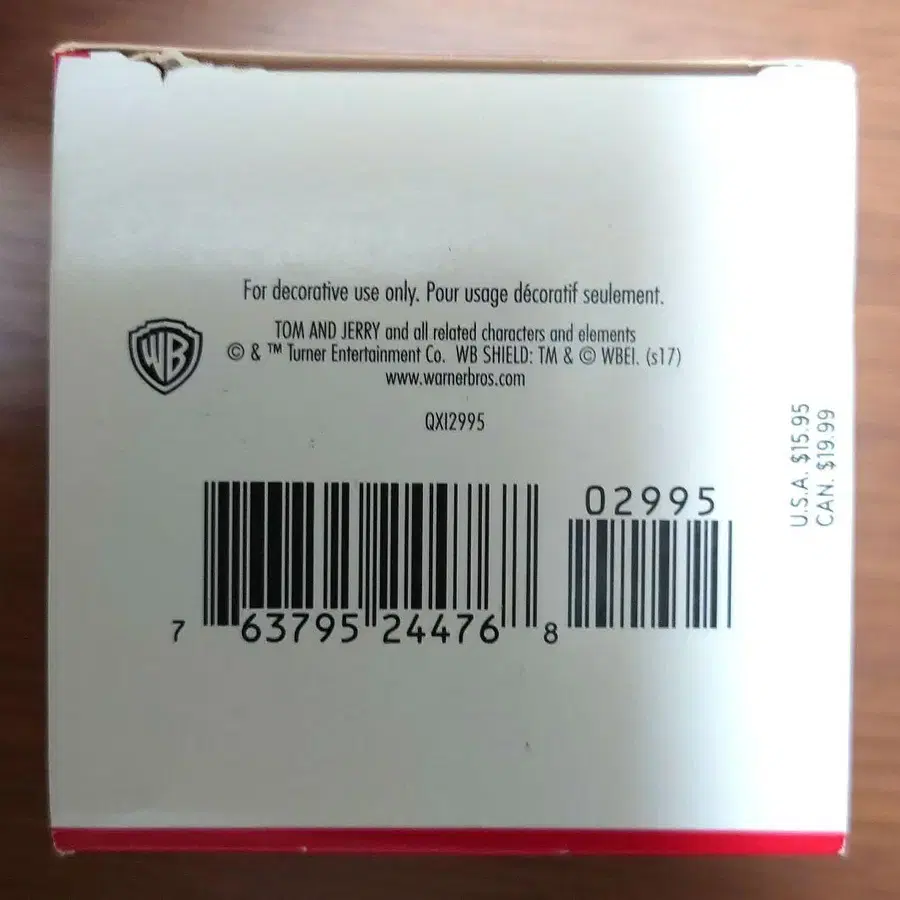 For decorative use only. Pour usage décoratif seulement.
WB
TOM AND JERRY and all related characters and elements
© & ™ Turner Entertainment Co. WB SHIELD: TM & © WBEI. (s17)
www.warnerbros.com
QXI2995
U.S.A. $15.95
CAN. $19.99
02995
7 63795 24476 8